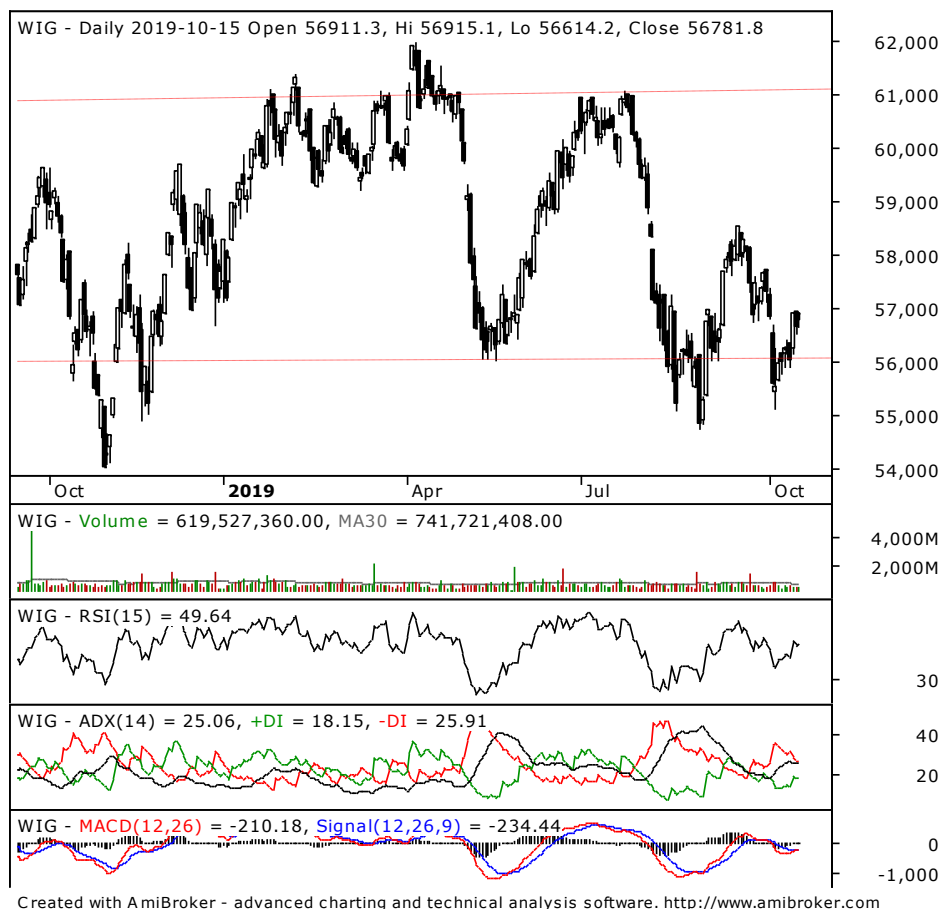 WIG - Daily 2019-10-15 Open 56911.3, Hi 56915.1, Lo 56614.2, Close 56781.8
62,000
61,000
60,000
59,000
58,000
57,000
56,000
55,000
54,000
Oct 2019 Apr Jul Oct
WIG - Volume = 619,527,360.00, MA30 = 741,721,408.00
4,000M
2,000M
WIG - RSI(15) = 49.64
30
WIG - ADX(14) = 25.06, +DI = 18.15, -DI = 25.91
40
20
WIG - MACD(12,26) = -210.18, Signal(12,26,9) = -234.44
0
-1,000
Created with AmiBroker - advanced charting and technical analysis software. http://www.amibroker.com